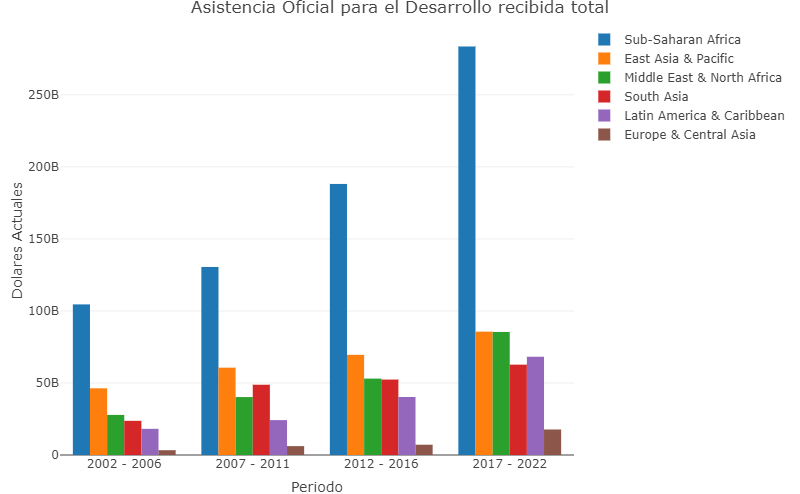 Asistencia Oficial para el Desarrollo recibida total
Sub-Saharan Africa
East Asia & Pacific
Middle East & North Africa
South Asia
Latin America & Caribbean
Europe & Central Asia
Dolares Actuales
250B
200B
150B
100B
50B
0
2002 - 2006
2007 - 2011
2012 - 2016
2017 - 2022
Periodo